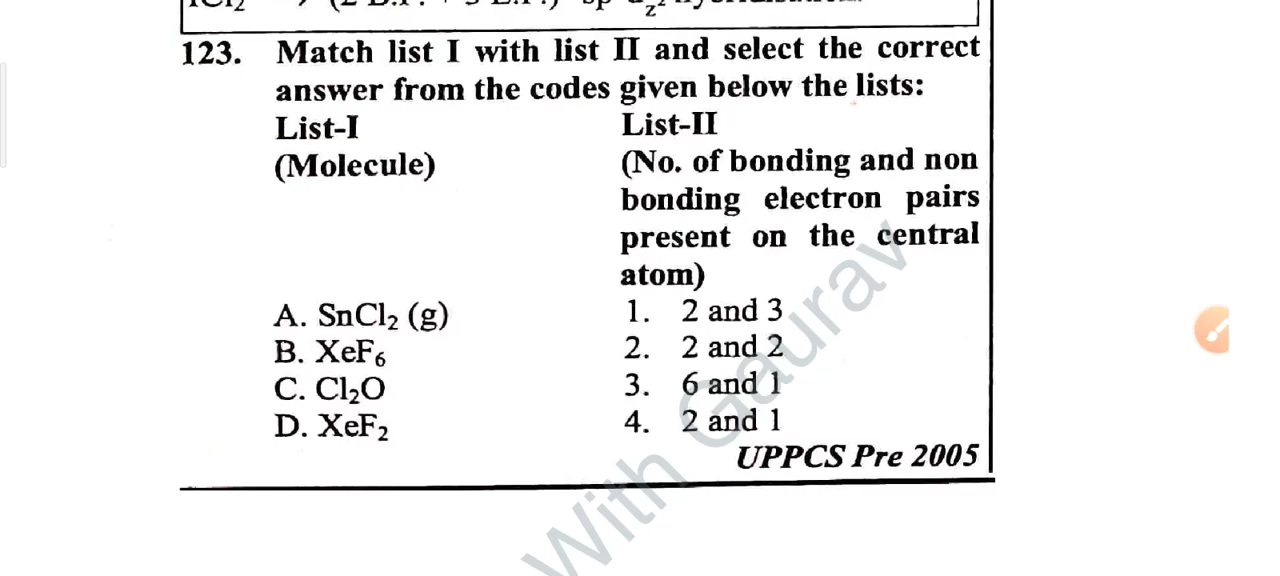 123. Match list I with list II and select the correct
answer from the codes given below the lists:
List-I List-II
(Molecule) (No. of bonding and non
bonding electron pairs
present on the central
atom)
A. SnCl₂ (g) 1. 2 and 3
B. XeF₆ 2. 2 and 2
C. Cl₂O 3. 6 and 1
D. XeF₂ 4. 2 and 1
UPPCS Pre 2005
With Gaurav